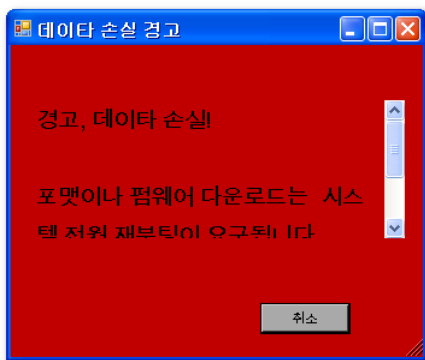 데이타 손실 경고
경고, 데이타 손실!
포맷이나 펌웨어 다운로드는 시스
템 전원 재부팅이 요구됩니다
취소